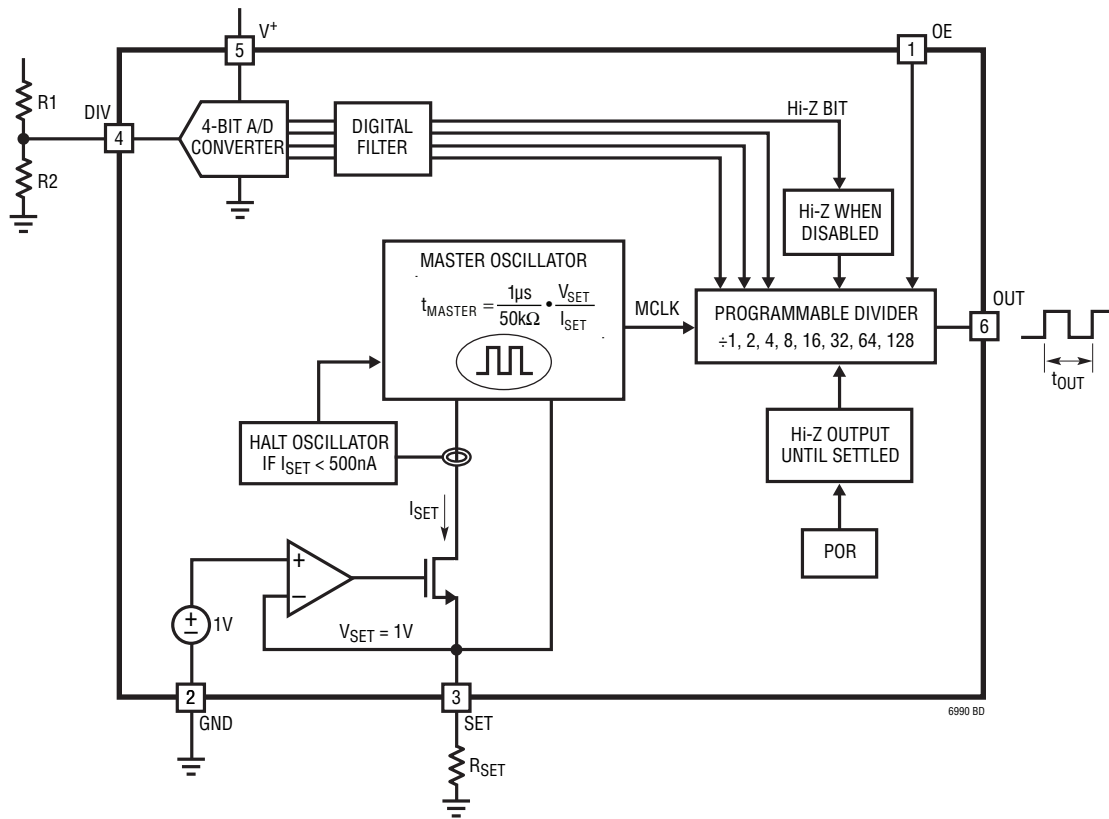 V+
5
OE
1
R1
DIV
4
R2
4-BIT A/D
CONVERTER
DIGITAL
FILTER
Hi-Z BIT
Hi-Z WHEN
DISABLED
MASTER OSCILLATOR
tMASTER = 1µs/50kΩ • VSET/ISET
MCLK
PROGRAMMABLE DIVIDER
÷1, 2, 4, 8, 16, 32, 64, 128
OUT
6
tOUT
HALT OSCILLATOR
IF ISET < 500nA
Hi-Z OUTPUT
UNTIL SETTLED
ISET
POR
+
–
+
–
1V
VSET = 1V
2
GND
3
SET
6990 BD
RSET